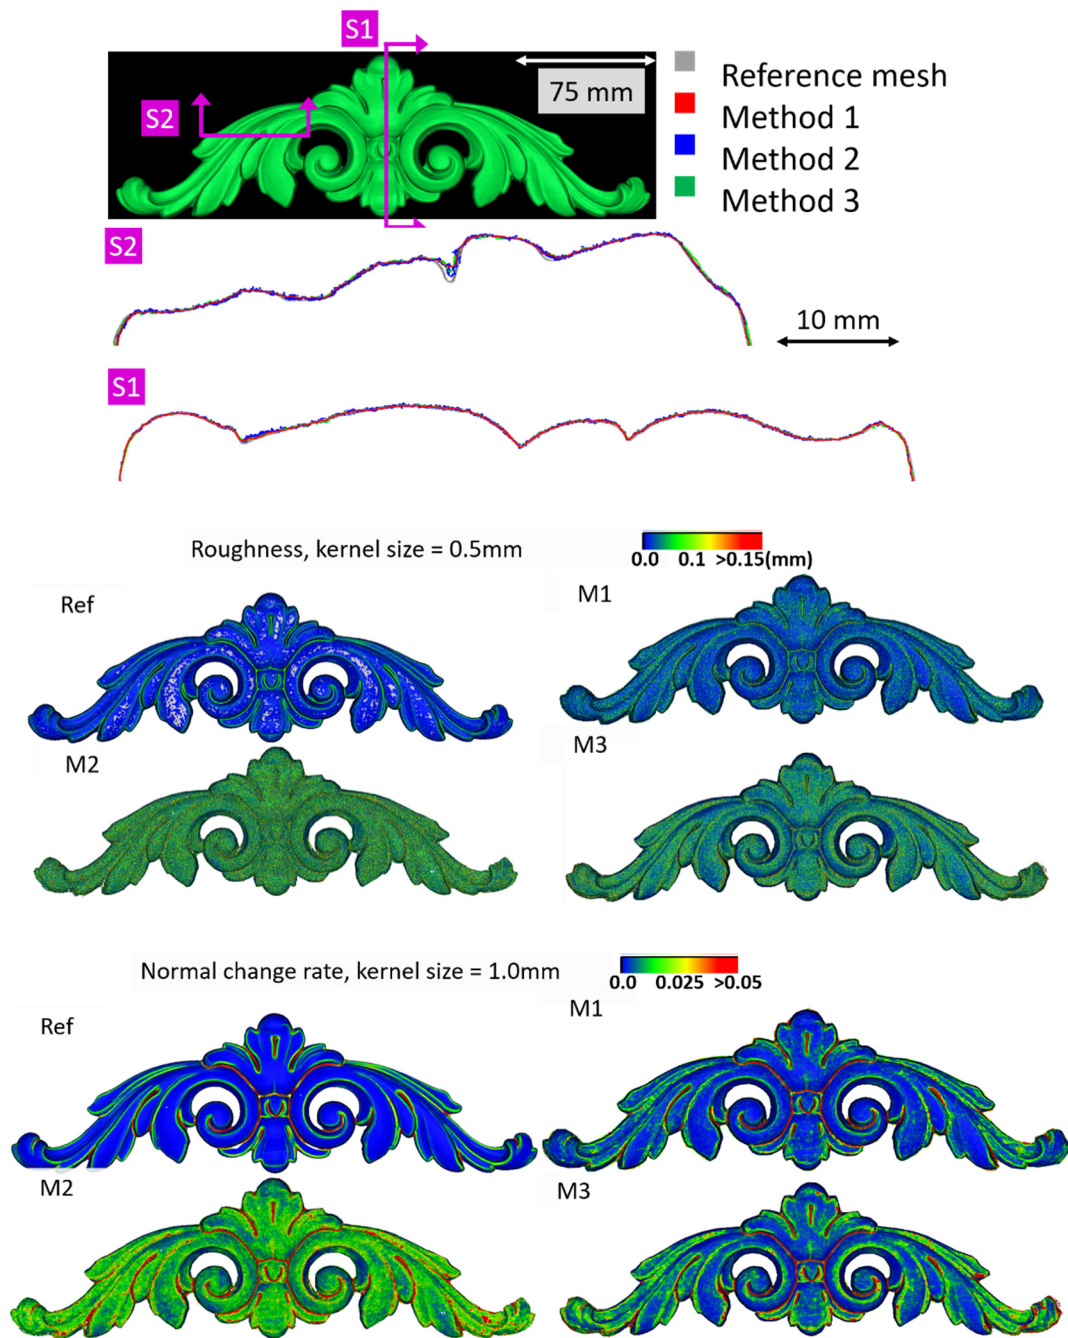 S1
S2
75 mm
Reference mesh
Method 1
Method 2
Method 3
S2
10 mm
S1
Roughness, kernel size = 0.5mm
0.0 0.1 >0.15(mm)
Ref
M1
M2
M3
Normal change rate, kernel size = 1.0mm
0.0 0.025 >0.05
Ref
M1
M2
M3